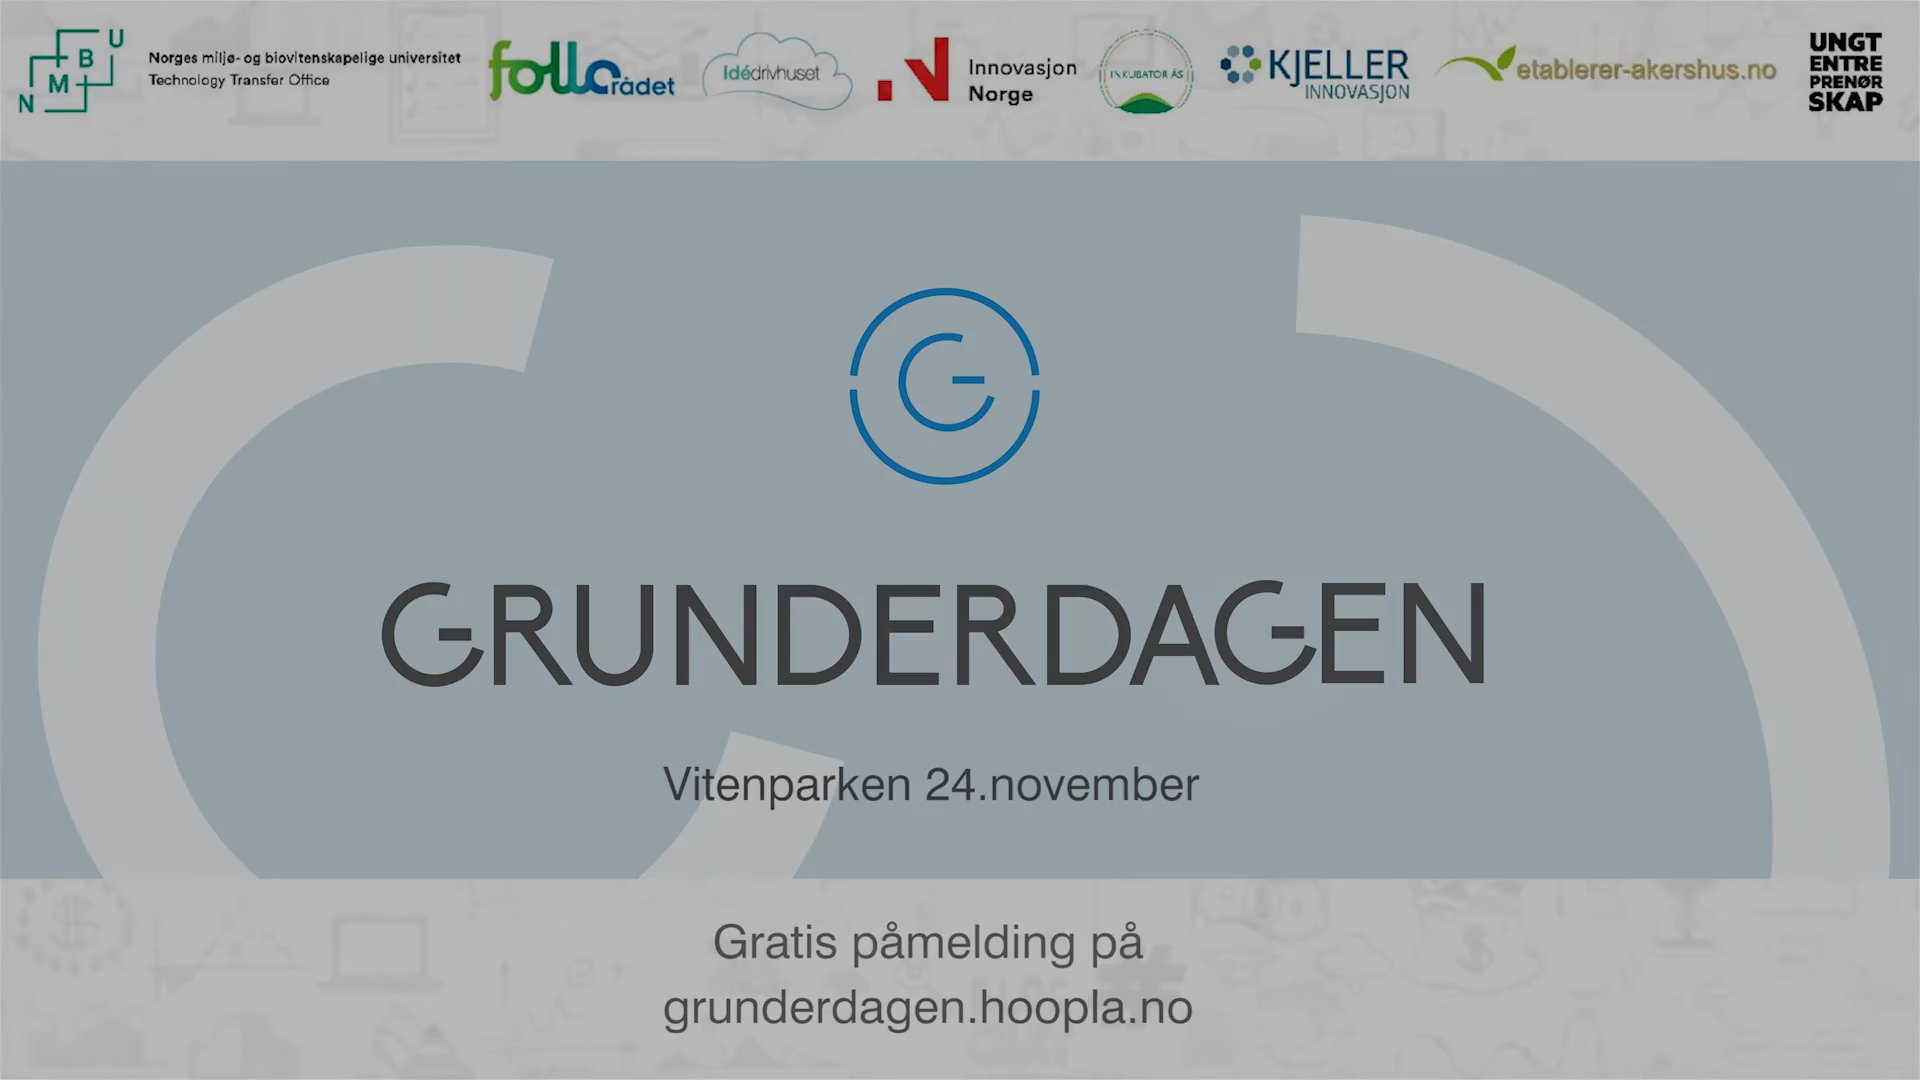 NMBU
Norges miljø- og biovitenskapelige universitet
Technology Transfer Office
follorådet
Idédrivhuset
Innovasjon
Norge
INKUBATOR ÅS
KJELLER
INNOVASJON
etablerer-akershus.no
UNGT
ENTRE
PRENØR
SKAP
G
GRUNDERDAGEN
Vitenparken 24.november
Gratis påmelding på
grunderdagen.hoopla.no